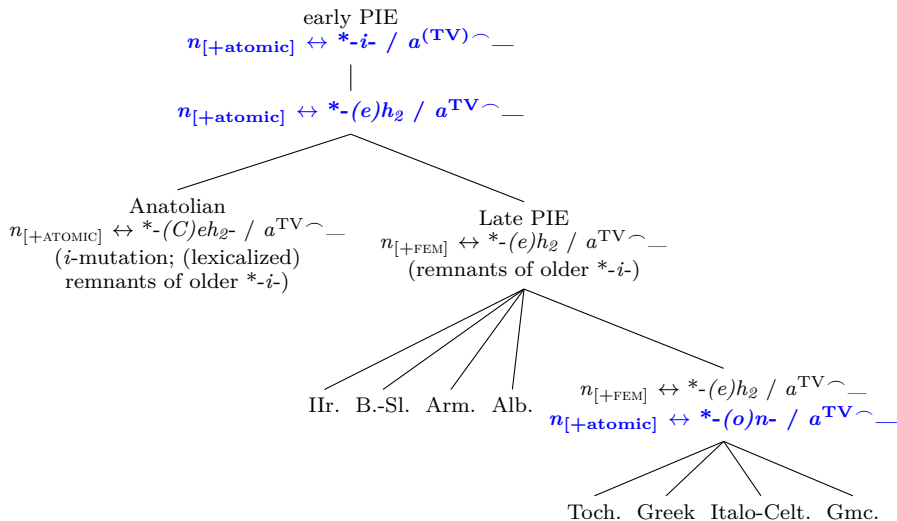 early PIE
n[+atomic] ↔ *-i- / a(TV)⌒__
n[+atomic] ↔ *-(e)h₂ / aTV⌒__
Anatolian
n[+ATOMIC] ↔ *-(C)eh₂- / aTV⌒__
(i-mutation; (lexicalized)
remnants of older *-i-)
Late PIE
n[+FEM] ↔ *-(e)h₂ / aTV⌒__
(remnants of older *-i-)
IIr. B.-Sl. Arm. Alb.
n[+FEM] ↔ *-(e)h₂ / aTV⌒__
n[+atomic] ↔ *-(o)n- / aTV⌒__
Toch. Greek Italo-Celt. Gmc.